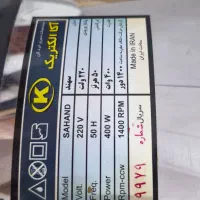 آکا الکتریک
K
Made in IRAN
ساخت ایران
Model SAHAND سهند
Volt. 220 V ۲۲۰ ولت
Freq. 50 H ۵۰ هرتز
Power 400 W ۴۰۰ وات
Rpm-ccw 1400 RPM ۱۴۰۰ دور
سریال شماره
۹۹۷۹